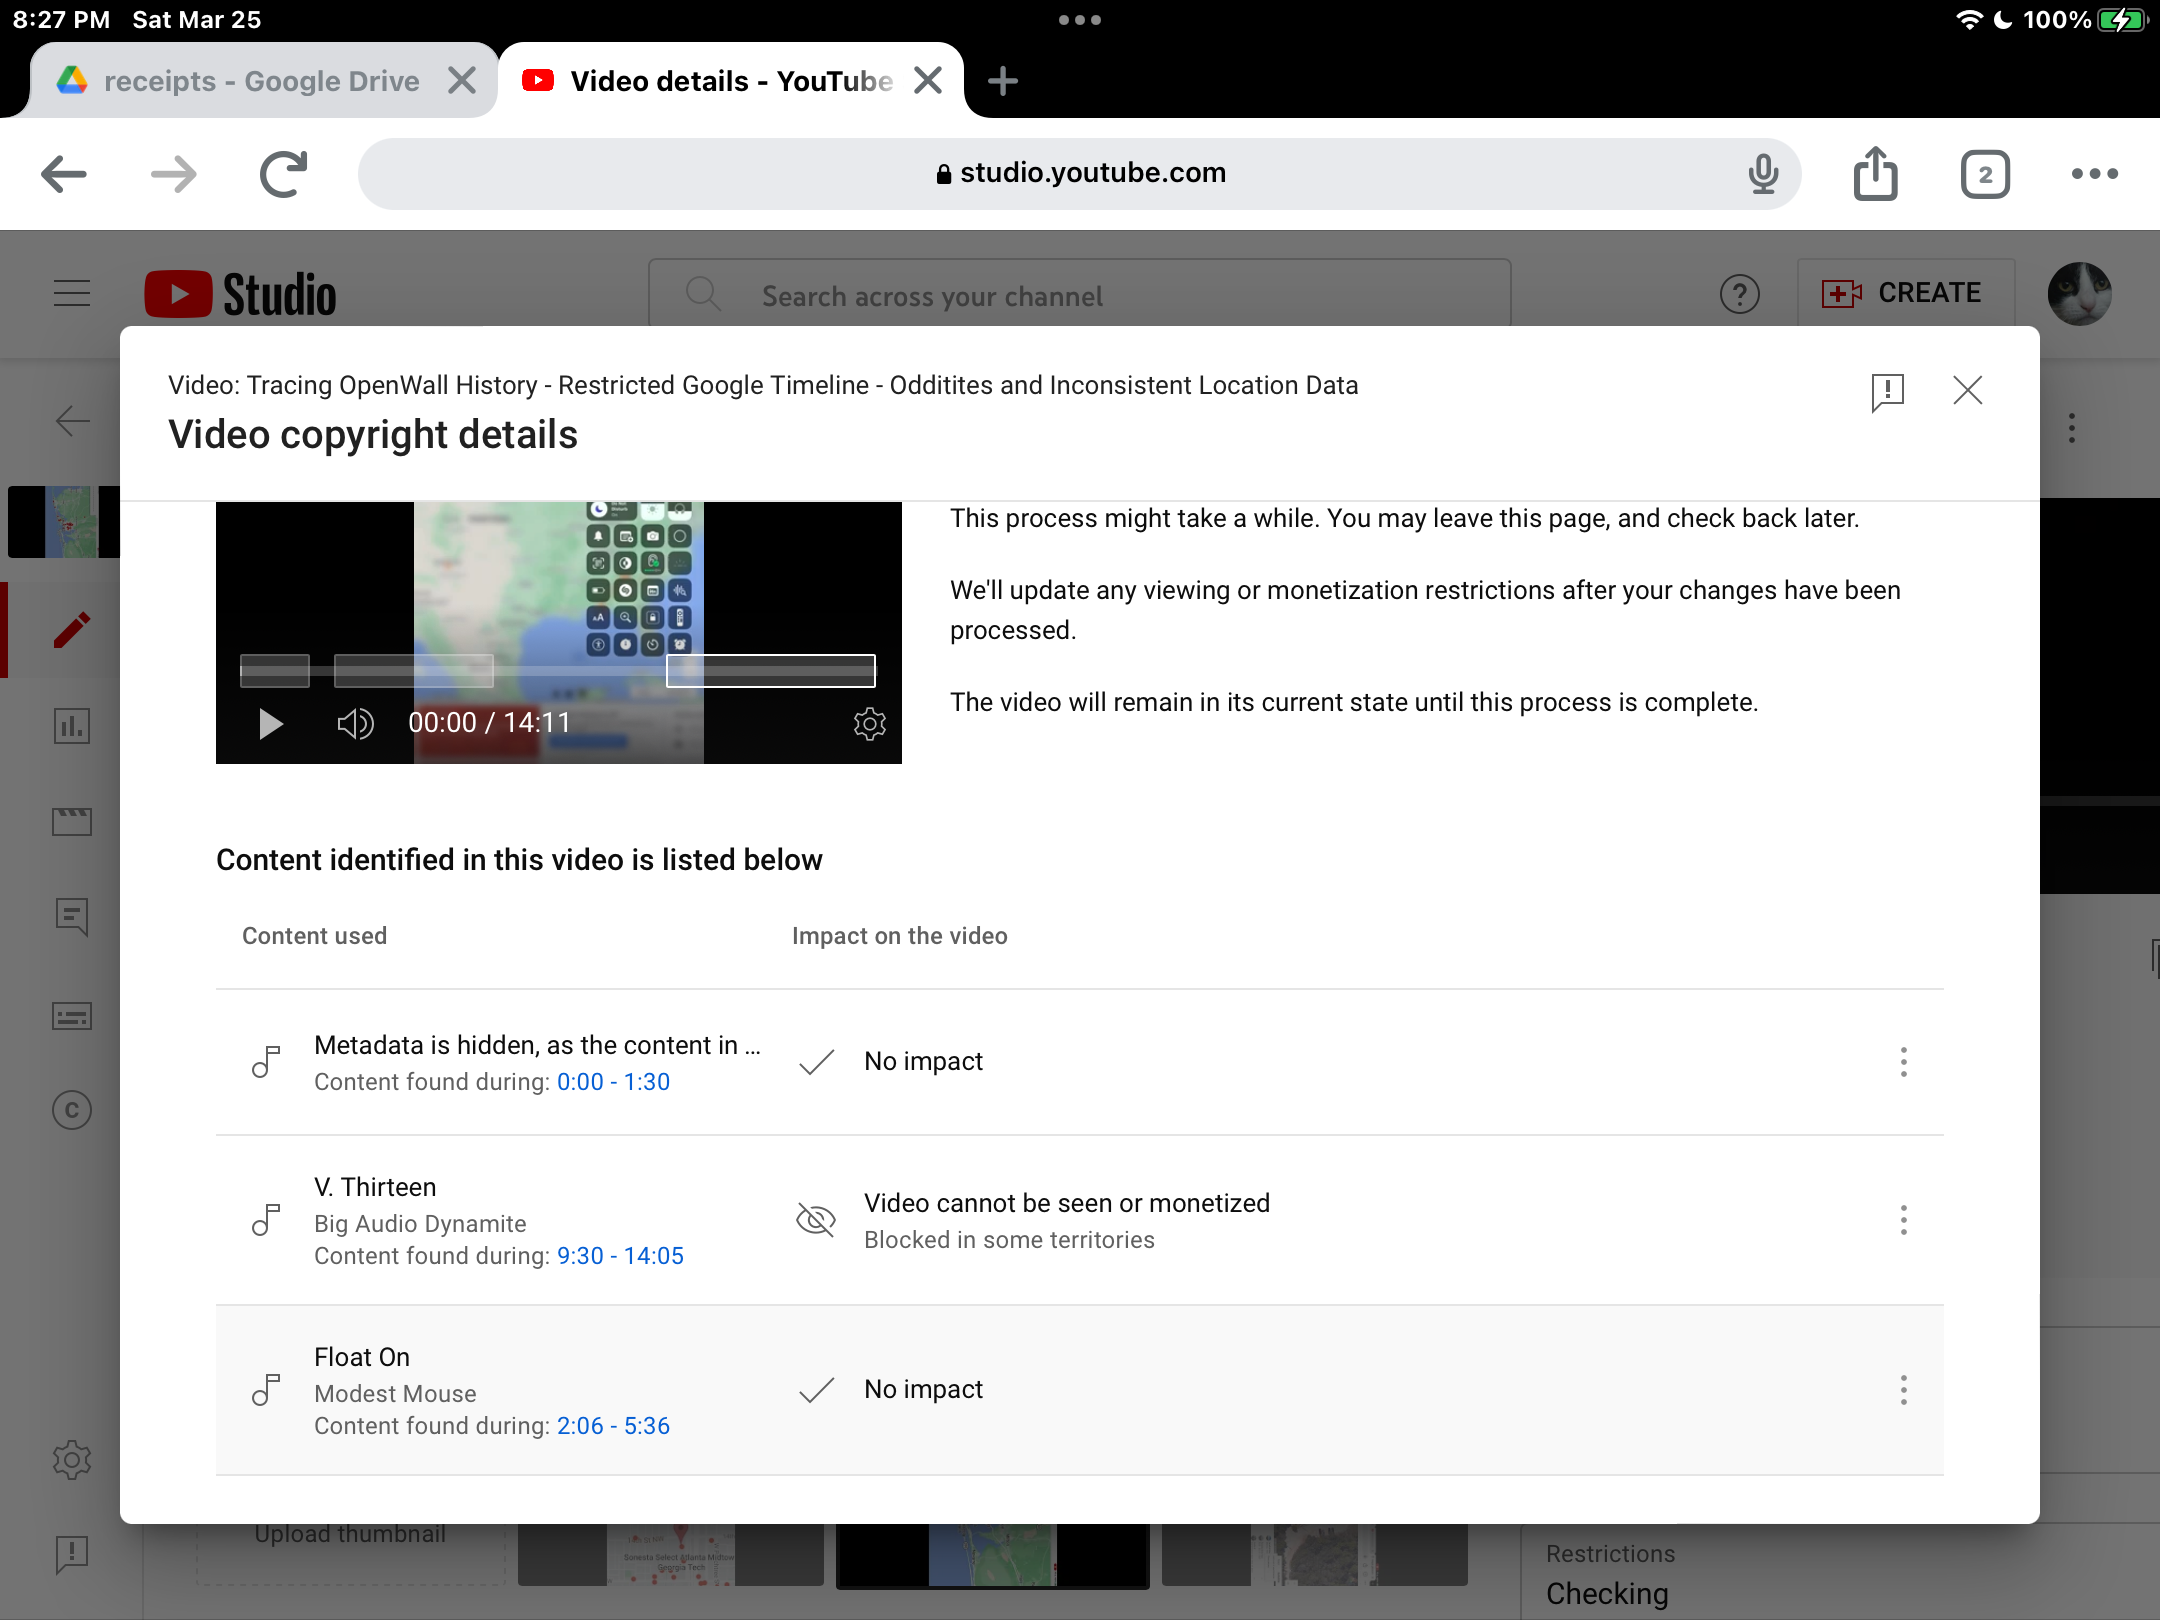 8:27 PM Sat Mar 25
100%
receipts - Google Drive
Video details - YouTube
studio.youtube.com
2
Studio
Search across your channel
CREATE
Video: Tracing OpenWall History - Restricted Google Timeline - Odditites and Inconsistent Location Data
Video copyright details
This process might take a while. You may leave this page, and check back later.
We'll update any viewing or monetization restrictions after your changes have been
processed.
The video will remain in its current state until this process is complete.
00:00 / 14:11
Content identified in this video is listed below
Content used
Impact on the video
Metadata is hidden, as the content in ...
Content found during: 0:00 - 1:30
No impact
V. Thirteen
Big Audio Dynamite
Content found during: 9:30 - 14:05
Video cannot be seen or monetized
Blocked in some territories
Float On
Modest Mouse
Content found during: 2:06 - 5:36
No impact
Upload thumbnail
Sonesta Select Atlanta Midtow
Georgia Tech
Restrictions
Checking